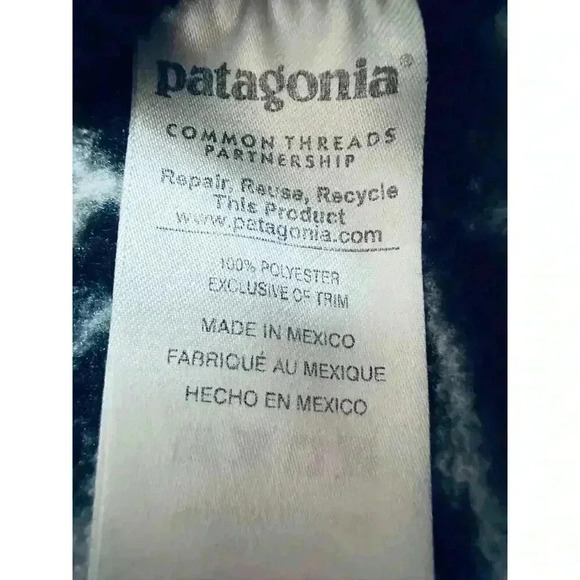 patagonia®
COMMON THREADS
PARTNERSHIP
Repair, Reuse, Recycle
This Product
www.patagonia.com
100% POLYESTER
EXCLUSIVE OF TRIM
MADE IN MEXICO
FABRIQUÉ AU MEXIQUE
HECHO EN MEXICO